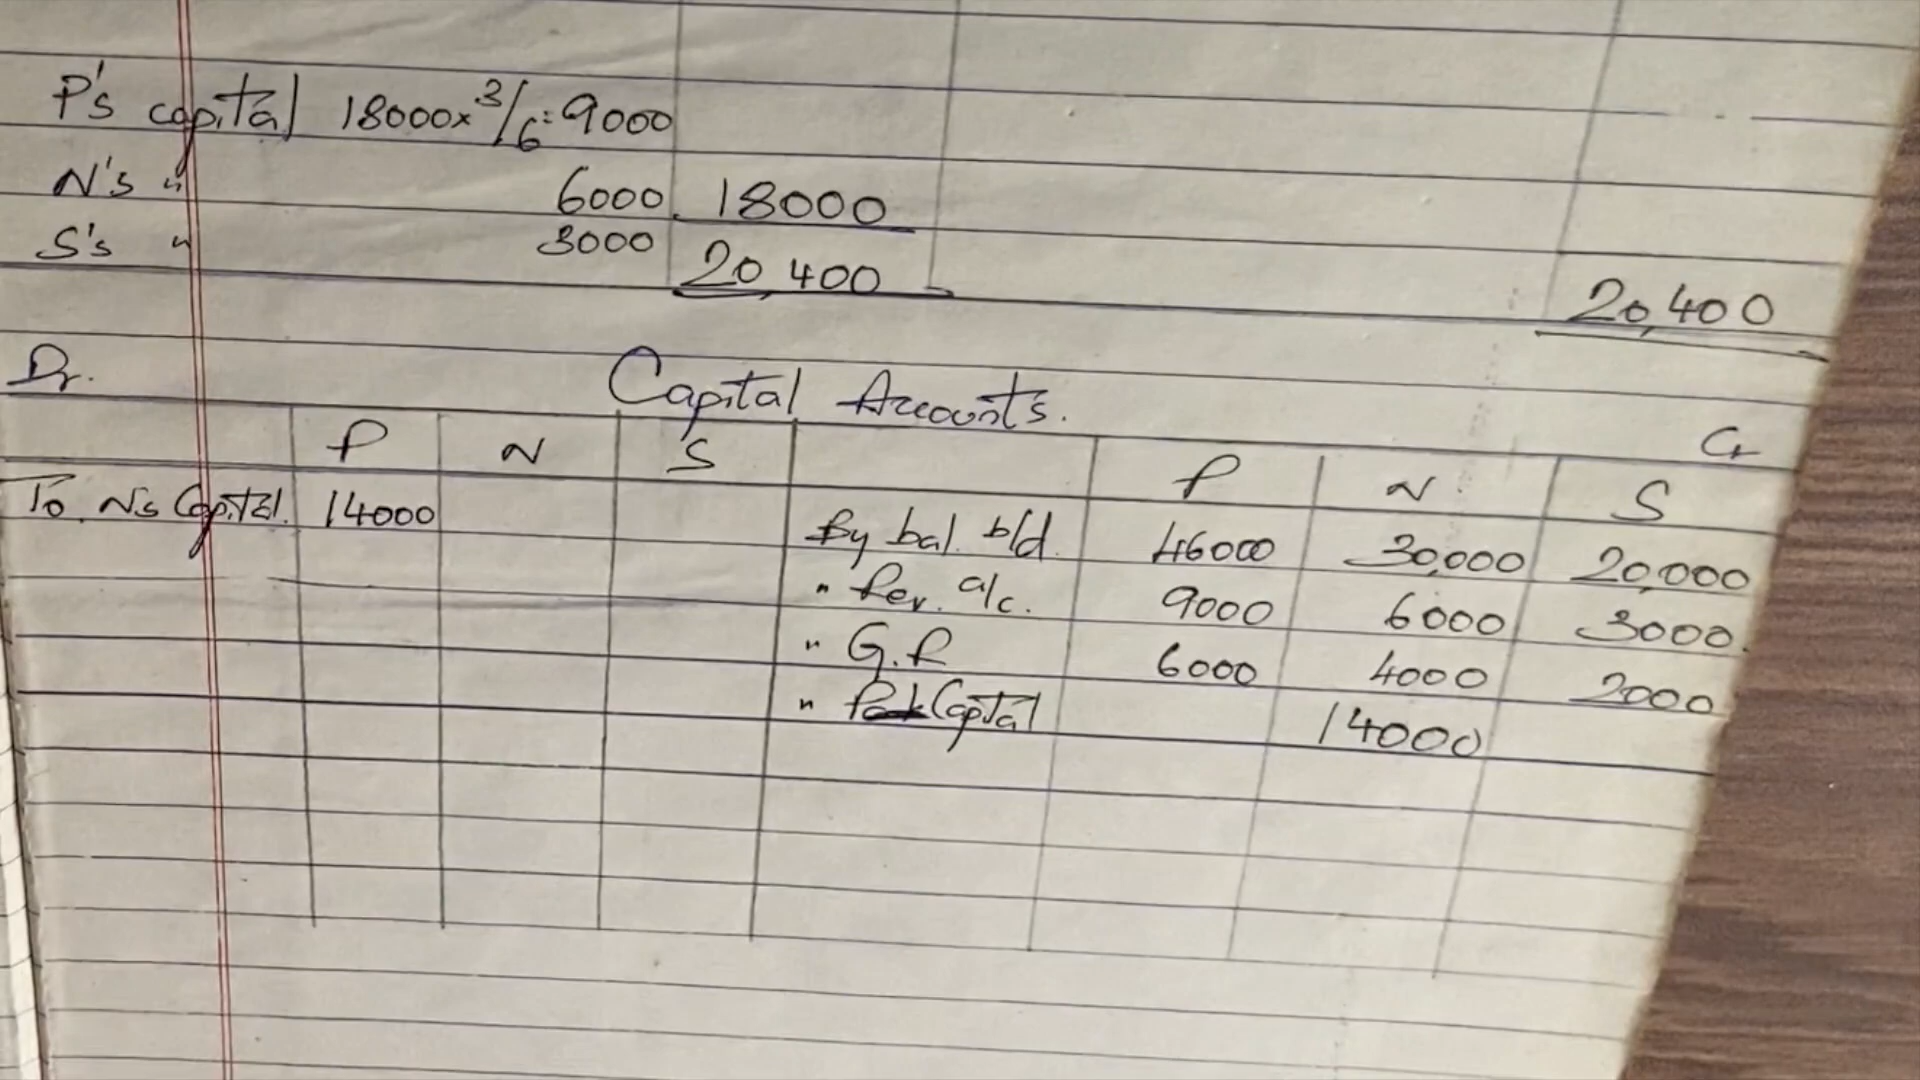 P's capital 18000x 3/6 = 9000
N's " 6000 18000
S's " 3000 20,400 20,400
Dr. Capital Accounts. Cr
P N S P N S
To N's Capital. 14000 By bal. b/d. 46000 30,000 20,000
" Rev. a/c. 9000 6000 3000.
" G.R 6000 4000 2000
" Capital 14000